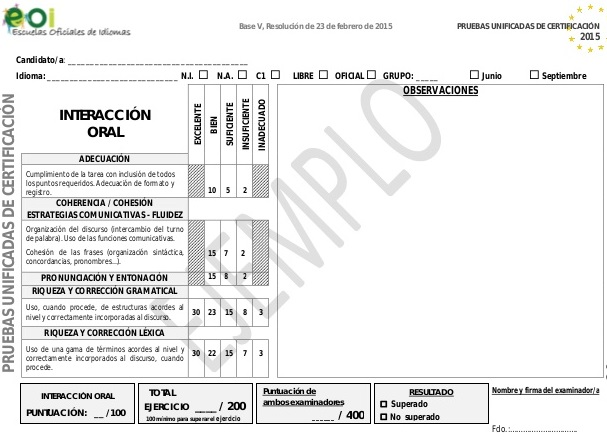 eoi
Escuelas Oficiales de Idiomas
Base V, Resolución de 23 de febrero de 2015
PRUEBAS UNIFICADAS DE CERTIFICACIÓN
2015
Candidato/a: ____________________________________
Idioma: __________________________ N.I. ☐ N.A. ☐ C1 ☐ LIBRE ☐ OFICIAL ☐ GRUPO: _____ ☐ Junio ☐ Septiembre
PRUEBAS UNIFICADAS DE CERTIFICACIÓN
INTERACCIÓN
ORAL
EXCELENTE
BIEN
SUFICIENTE
INSUFICIENTE
INADECUADO
OBSERVACIONES
EJEMPLO
ADECUACIÓN
Cumplimiento de la tarea con inclusión de todos
los puntos requeridos. Adecuación de formato y
registro.
10 5 2
COHERENCIA / COHESIÓN
ESTRATEGIAS COMUNICATIVAS - FLUIDEZ
Organización del discurso (intercambio del turno
de palabra). Uso de las funciones comunicativas.
Cohesión de las frases (organización sintáctica,
concordancias, pronombres...).
15 7 2
PRONUNCIACIÓN Y ENTONACIÓN
15 8 2
RIQUEZA Y CORRECCIÓN GRAMATICAL
Uso, cuando procede, de estructuras acordes al
nivel y correctamente incorporadas al discurso.
30 23 15 8 3
RIQUEZA Y CORRECCIÓN LÉXICA
Uso de una gama de términos acordes al nivel y
correctamente incorporados al discurso, cuando
procede.
30 22 15 7 3
INTERACCIÓN ORAL
PUNTUACIÓN: __ /100
TOTAL
EJERCICIO _____ / 200
100 mínimo para superar el ejercicio
Puntuación de
ambos examinadores
______ / 400
RESULTADO
☐ Superado
☐ No superado
Nombre y firma del examinador/a
Fdo.:...............................